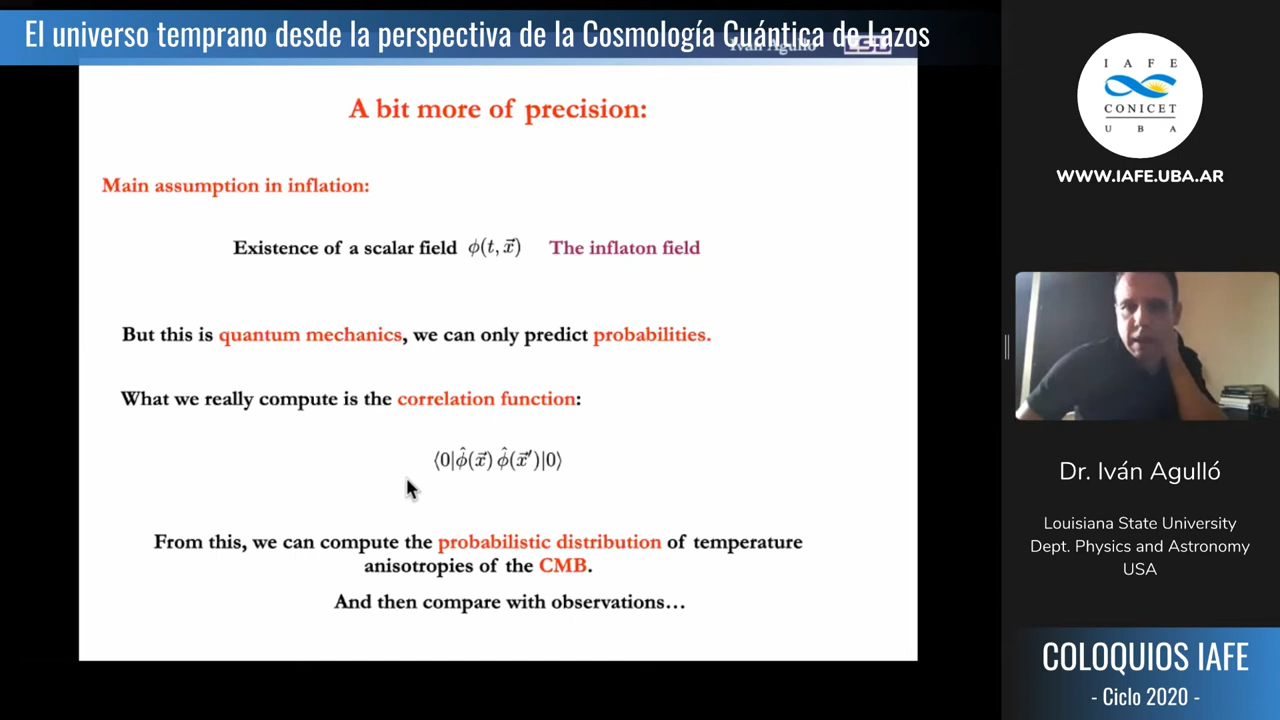 El universo temprano desde la perspectiva de la Cosmología Cuántica de Lazos
Iván Agulló
LSU
A bit more of precision:
Main assumption in inflation:
Existence of a scalar field ϕ(t, x⃗) The inflaton field
But this is quantum mechanics, we can only predict probabilities.
What we really compute is the correlation function:
⟨0|ϕ̂(x⃗) ϕ̂(x⃗′)|0⟩
From this, we can compute the probabilistic distribution of temperature
anisotropies of the CMB.
And then compare with observations…
I A F E
CONICET
U B A
WWW.IAFE.UBA.AR
Dr. Iván Agulló
Louisiana State University
Dept. Physics and Astronomy
USA
COLOQUIOS IAFE
- Ciclo 2020 -